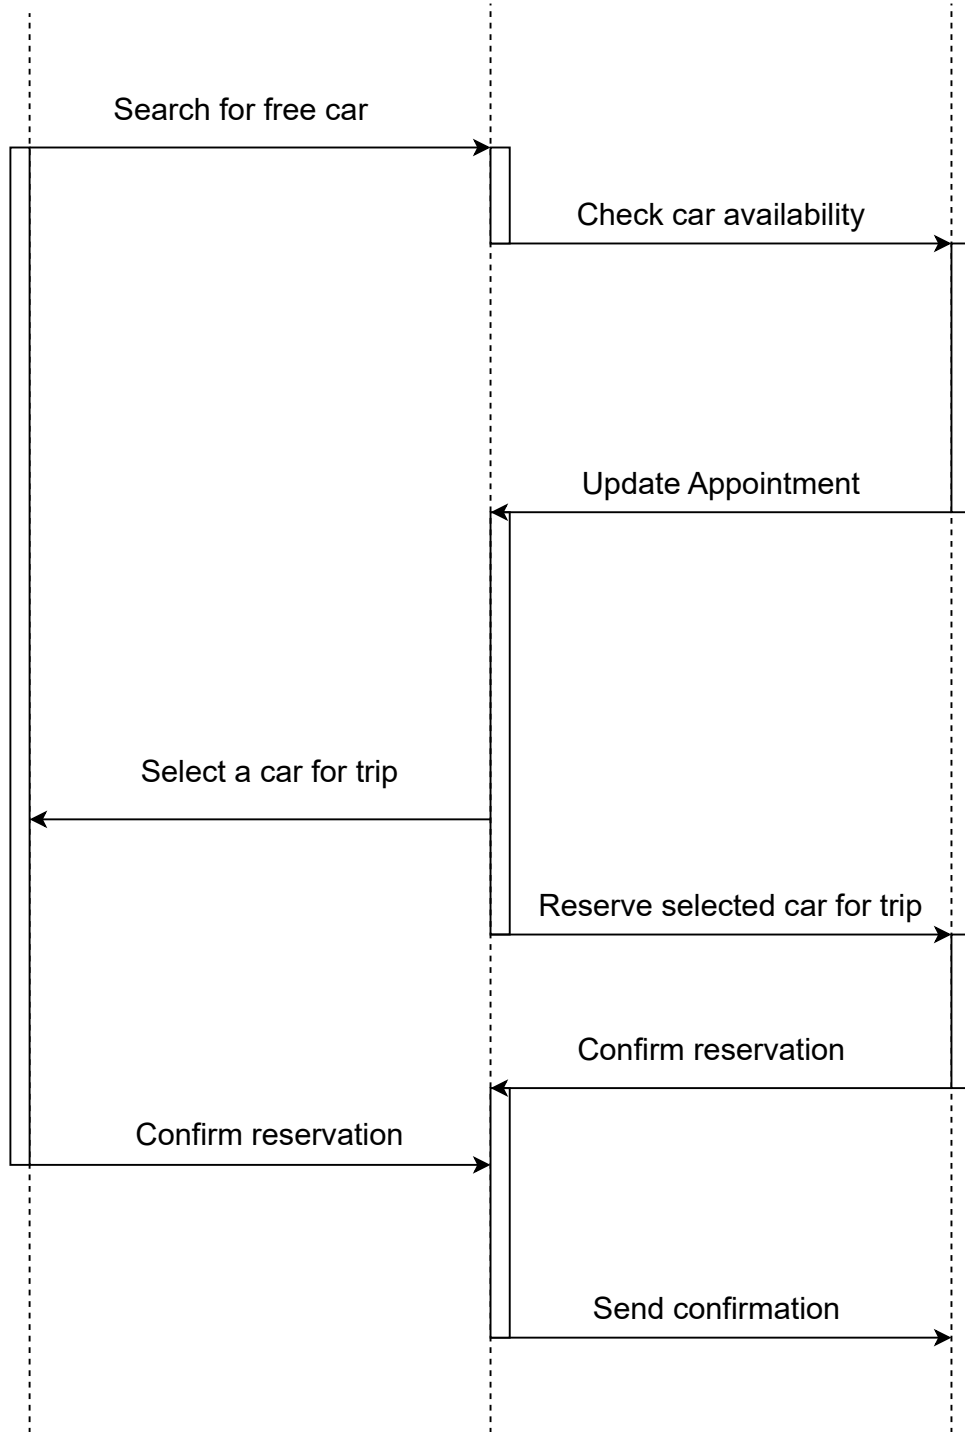 Search for free car
Check car availability
Update Appointment
Select a car for trip
Reserve selected car for trip
Confirm reservation
Confirm reservation
Send confirmation